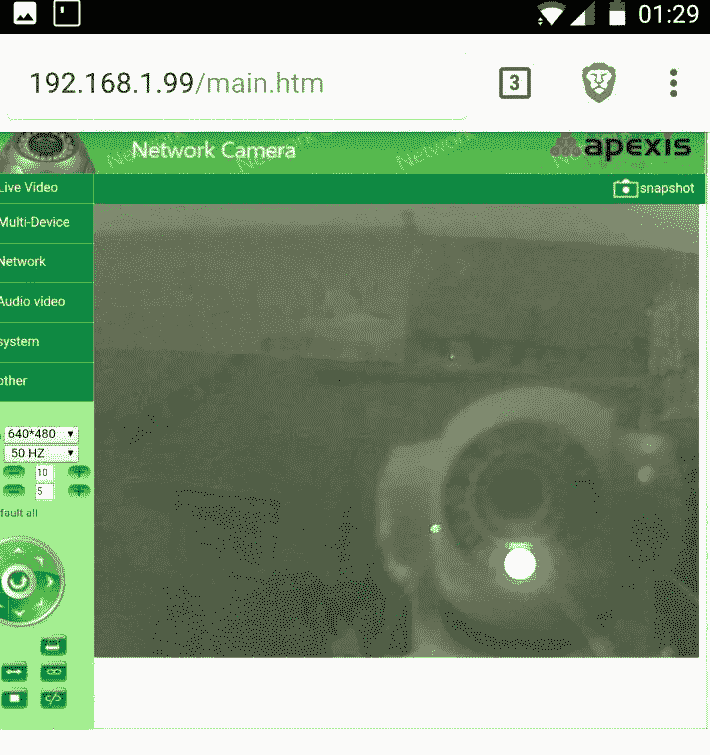 01:29
192.168.1.99/main.htm
3
Network Camera
apexis
Live Video
snapshot
Multi-Device
Network
Audio video
system
other
640*480
50 HZ
10
5
fault all